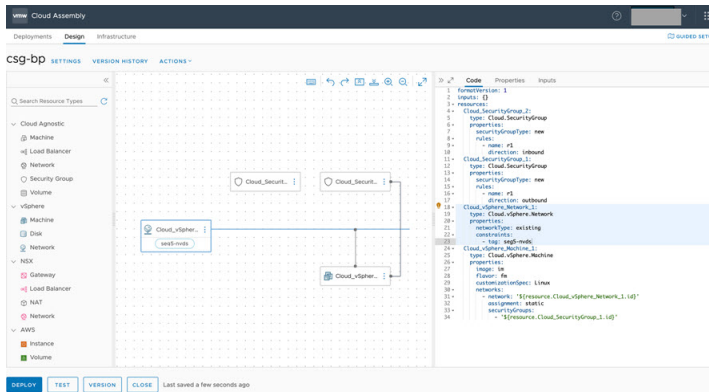 vmw Cloud Assembly
Deployments Design Infrastructure
GUIDED SET
csg-bp SETTINGS VERSION HISTORY ACTIONS
Search Resource Types
Cloud Agnostic
Machine
Load Balancer
Network
Security Group
Volume
vSphere
Machine
Disk
Network
NSX
Gateway
Load Balancer
NAT
Network
AWS
Instance
Volume
Cloud_Securit...
Cloud_Securit...
Cloud_vSpher...
seg5-nvds
Cloud_vSpher...
Code Properties Inputs
1 formatVersion: 1
2 inputs: {}
3 resources:
4 Cloud_SecurityGroup_2:
5 type: Cloud.SecurityGroup
6 properties:
7 securityGroupType: new
8 rules:
9 - name: r1
10 direction: inbound
11 Cloud_SecurityGroup_1:
12 type: Cloud.SecurityGroup
13 properties:
14 securityGroupType: new
15 rules:
16 - name: r1
17 direction: outbound
18 Cloud_vSphere_Network_1:
19 type: Cloud.vSphere.Network
20 properties:
21 networkType: existing
22 constraints:
23 - tag: seg5-nvds
24 Cloud_vSphere_Machine_1:
25 type: Cloud.vSphere.Machine
26 properties:
27 image: im
28 flavor: fm
29 customizationSpec: Linux
30 networks:
31 - network: '${resource.Cloud_vSphere_Network_1.id}'
32 assignment: static
33 securityGroups:
34 - '${resource.Cloud_SecurityGroup_1.id}'
DEPLOY TEST VERSION CLOSE Last saved a few seconds ago